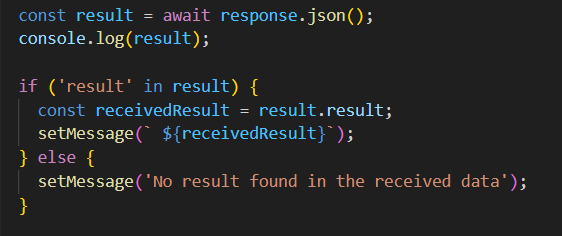 const result = await response.json();
console.log(result);
if ('result' in result) {
const receivedResult = result.result;
setMessage(` ${receivedResult}`);
} else {
setMessage('No result found in the received data');
}